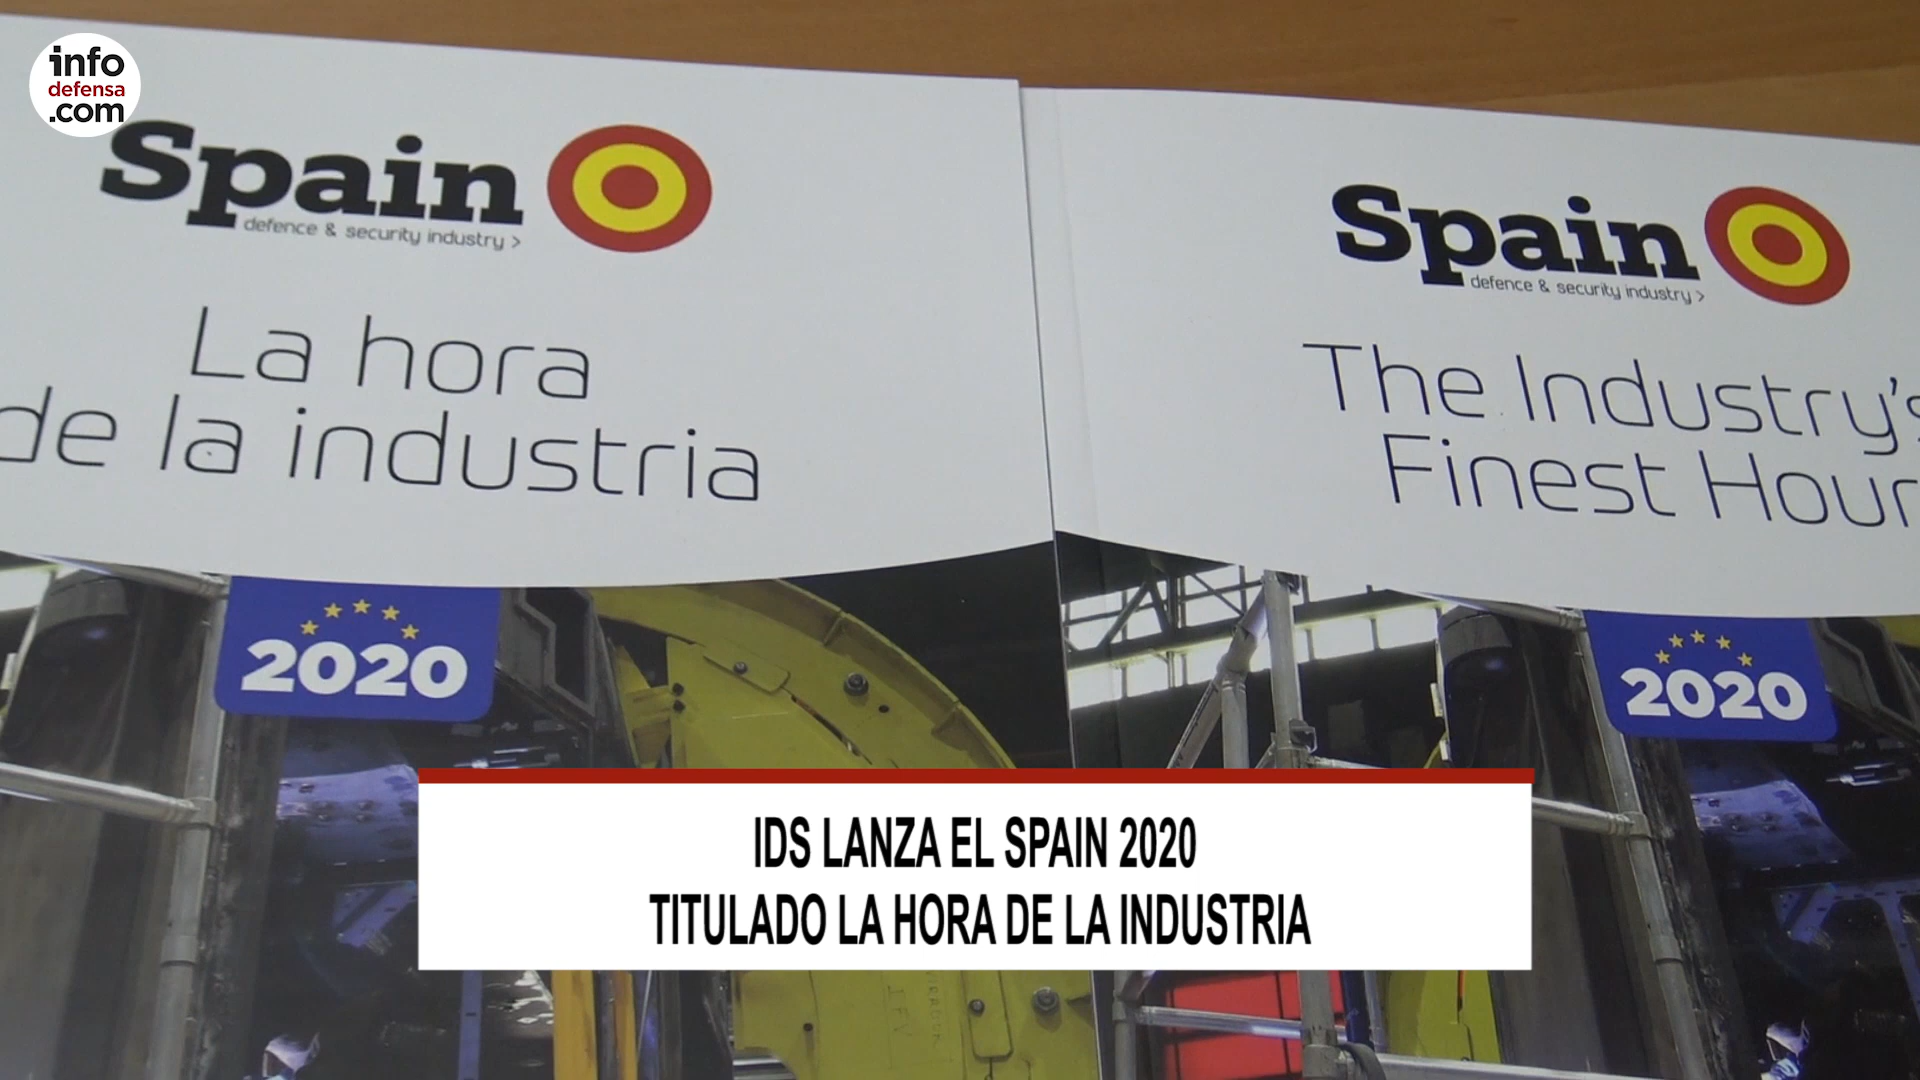 info
defensa
.com
Spain
defence & security industry >
La hora
de la industria
2020
Spain
defence & security industry >
The Industry's
Finest Hour
2020
IDS LANZA EL SPAIN 2020
TITULADO LA HORA DE LA INDUSTRIA